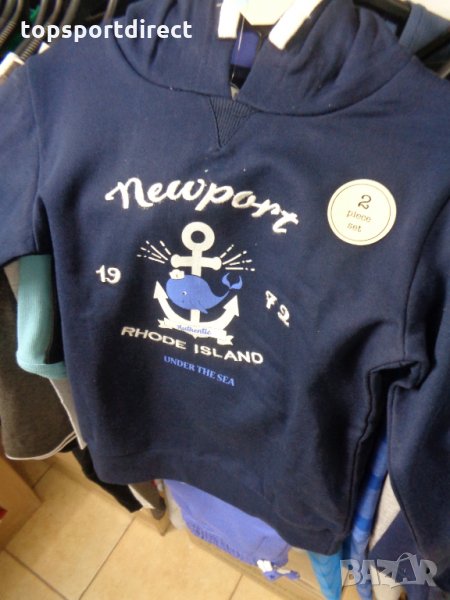 topsportdirect
Newport
2
piece
set
19 72
Authentic
RHODE ISLAND
UNDER THE SEA
BAZAR